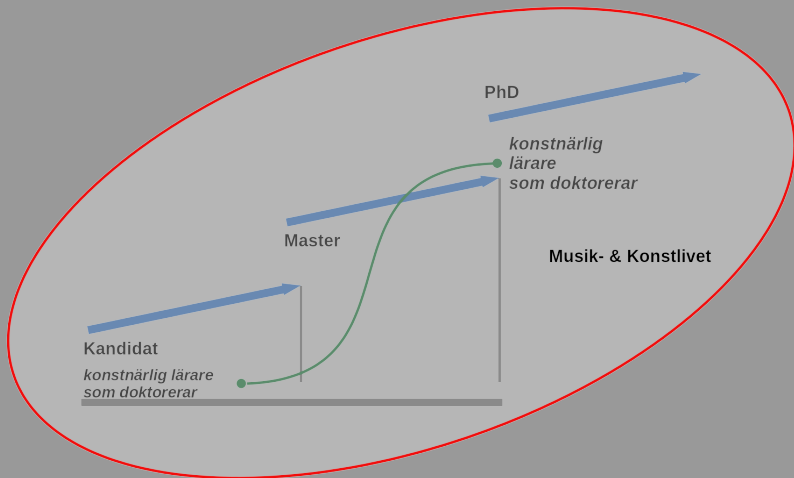 PhD
konstnärlig
lärare
som doktorerar
Master
Musik- & Konstlivet
Kandidat
konstnärlig lärare
som doktorerar